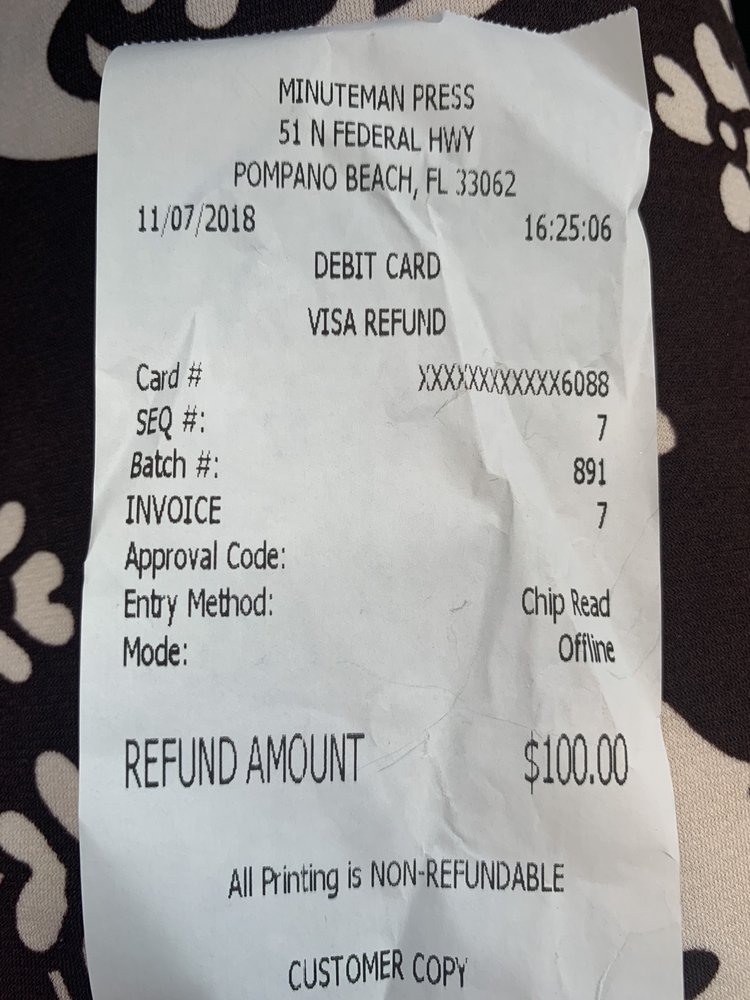 MINUTEMAN PRESS
51 N FEDERAL HWY
POMPANO BEACH, FL 33062
11/07/2018 16:25:06
DEBIT CARD
VISA REFUND
Card # XXXXXXXXXXXX6088
SEQ #: 7
Batch #: 891
INVOICE 7
Approval Code:
Entry Method: Chip Read
Mode: Offline
REFUND AMOUNT $100.00
All Printing is NON-REFUNDABLE
CUSTOMER COPY